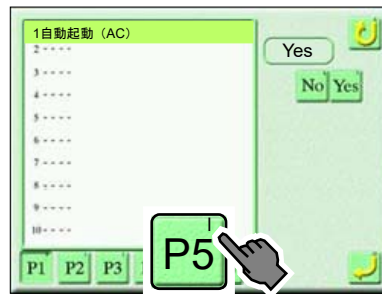 1自動起動（AC）
2 - - - -
3 - - - -
4 - - - -
5 - - - -
6 - - - -
7 - - - -
8 - - - -
9 - - - -
10 - - - -
Yes
No Yes
P1 P2 P3
P5